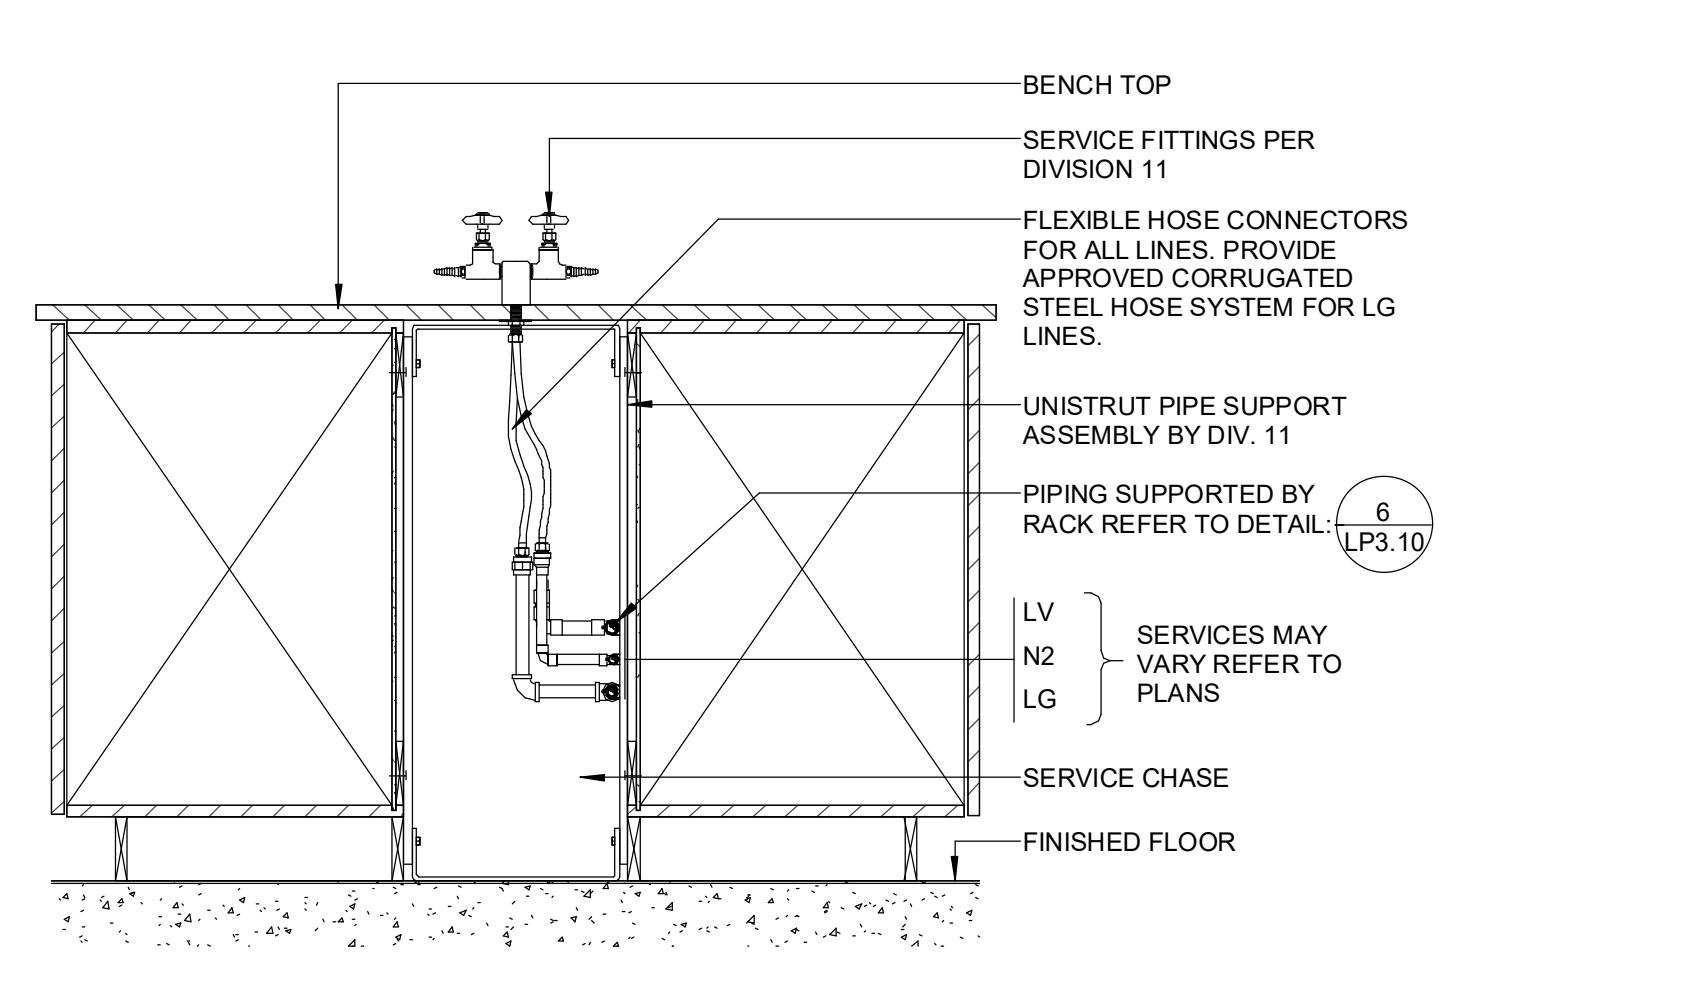 BENCH TOP
SERVICE FITTINGS PER
DIVISION 11
FLEXIBLE HOSE CONNECTORS
FOR ALL LINES. PROVIDE
APPROVED CORRUGATED
STEEL HOSE SYSTEM FOR LG
LINES.
UNISTRUT PIPE SUPPORT
ASSEMBLY BY DIV. 11
PIPING SUPPORTED BY
RACK REFER TO DETAIL:
6
LP3.10
LV
N2
LG
SERVICES MAY
VARY REFER TO
PLANS
SERVICE CHASE
FINISHED FLOOR